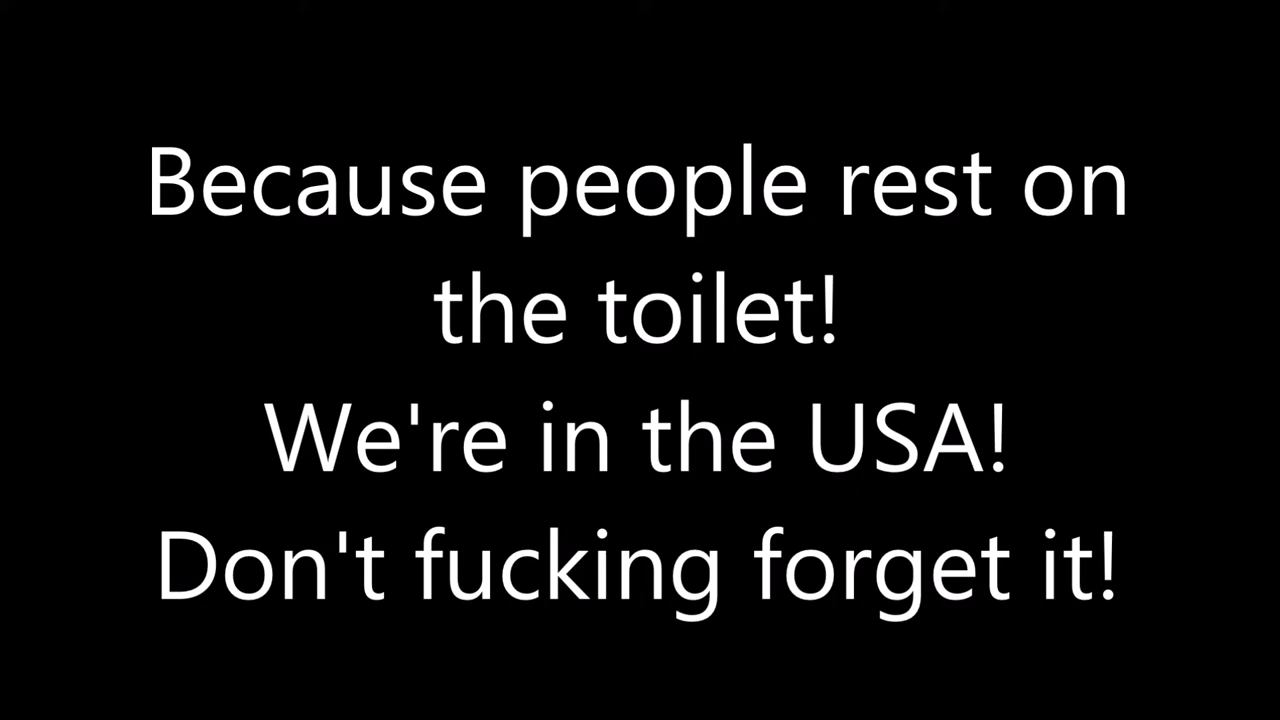 Because people rest on
the toilet!
We're in the USA!
Don't fucking forget it!